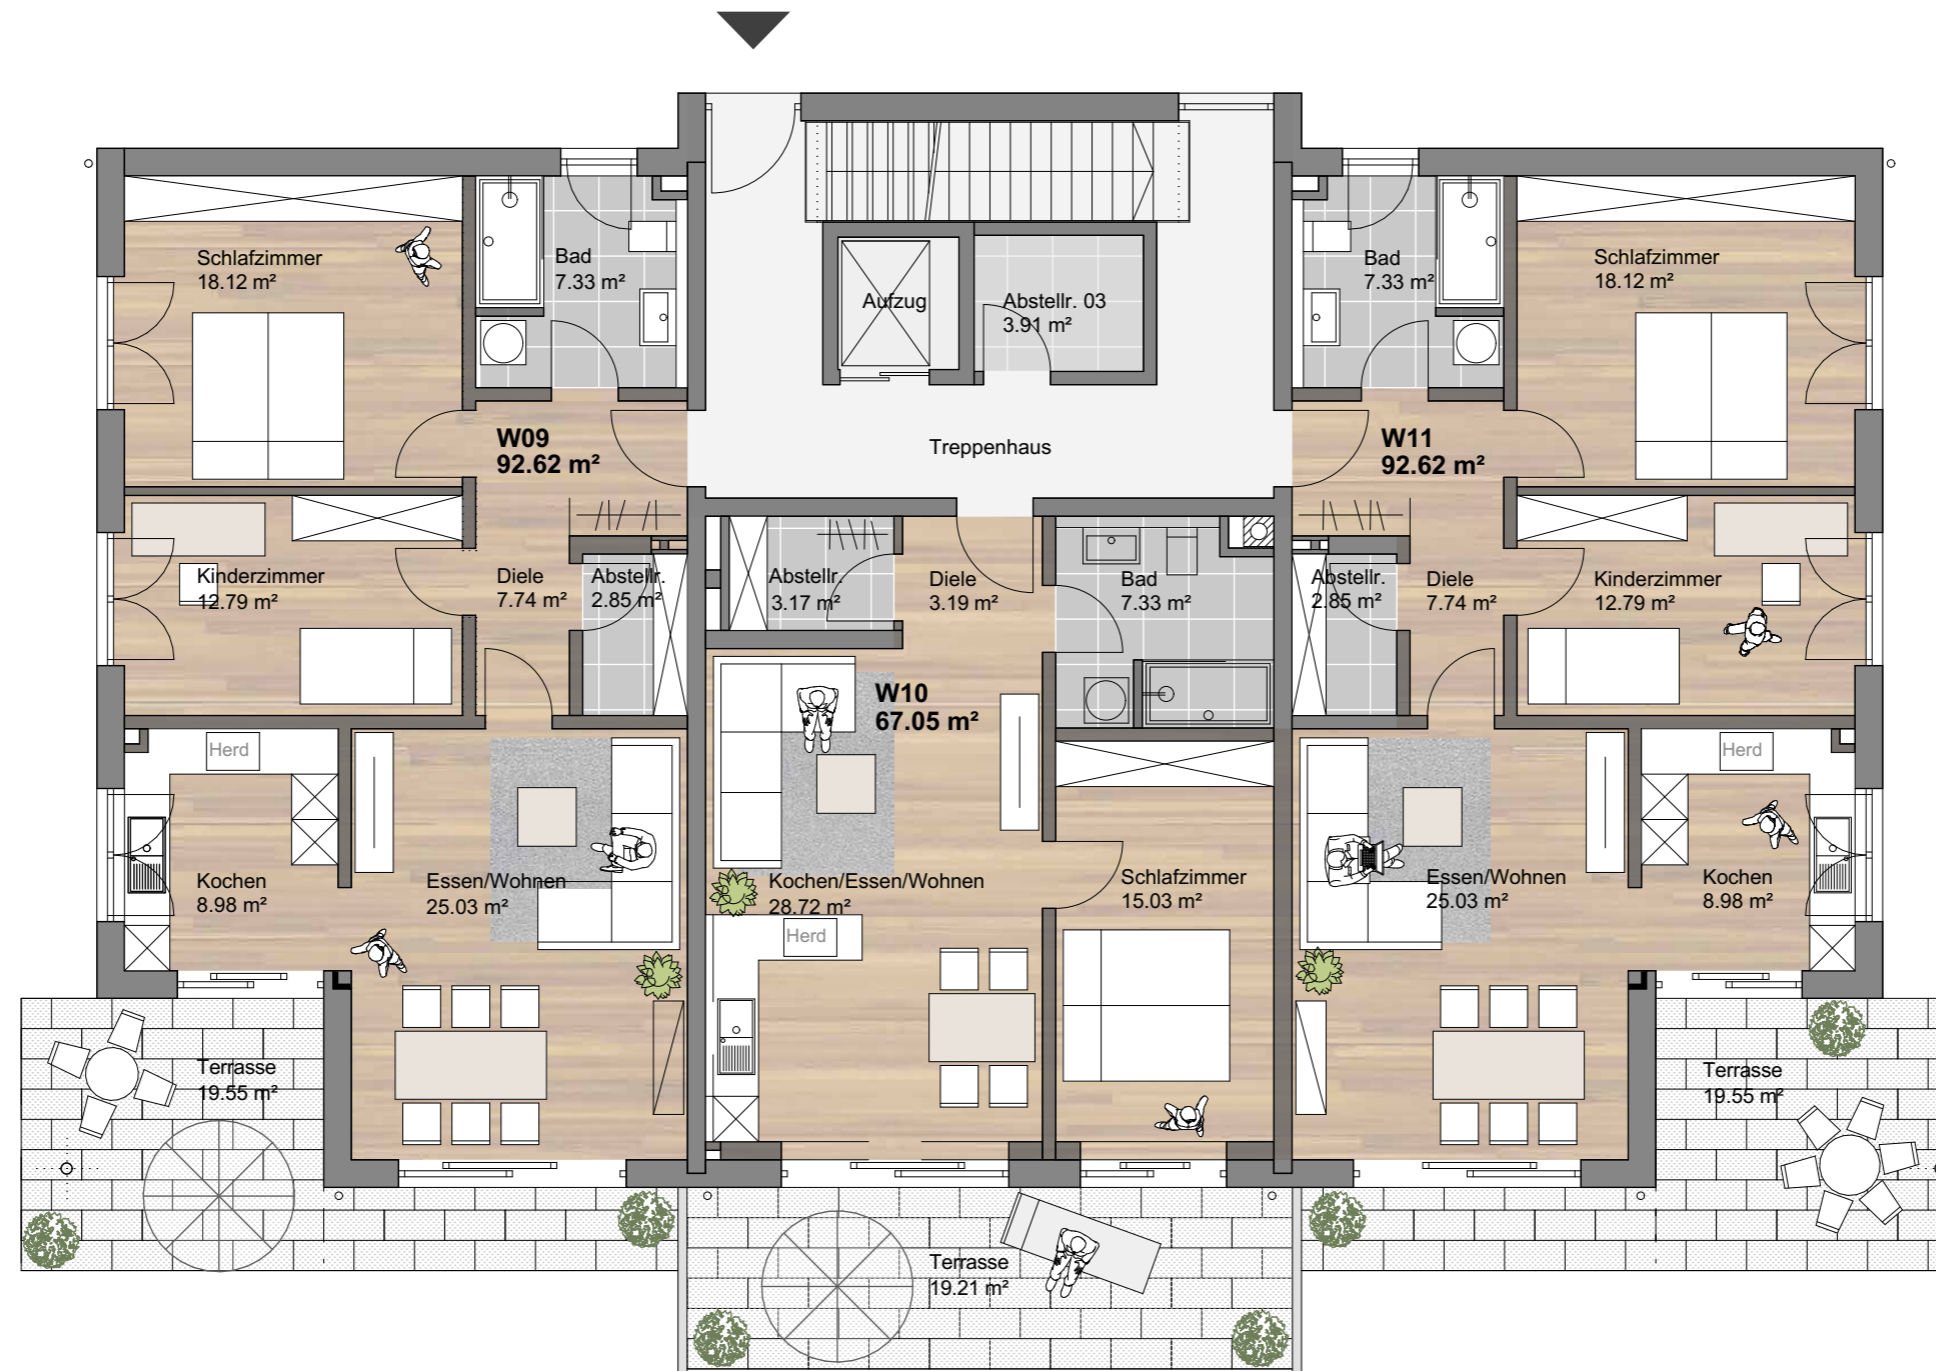 Schlafzimmer
18.12 m²
Bad
7.33 m²
Aufzug
Abstellr. 03
3.91 m²
Bad
7.33 m²
Schlafzimmer
18.12 m²
W09
92.62 m²
Treppenhaus
W11
92.62 m²
Kinderzimmer
12.79 m²
Diele
7.74 m²
Abstellr.
2.85 m²
Abstellr.
3.17 m²
Diele
3.19 m²
Bad
7.33 m²
Abstellr.
2.85 m²
Diele
7.74 m²
Kinderzimmer
12.79 m²
W10
67.05 m²
Herd
Herd
Kochen
8.98 m²
Essen/Wohnen
25.03 m²
Kochen/Essen/Wohnen
28.72 m²
Herd
Schlafzimmer
15.03 m²
Essen/Wohnen
25.03 m²
Kochen
8.98 m²
Terrasse
19.55 m²
Terrasse
19.55 m²
Terrasse
19.21 m²